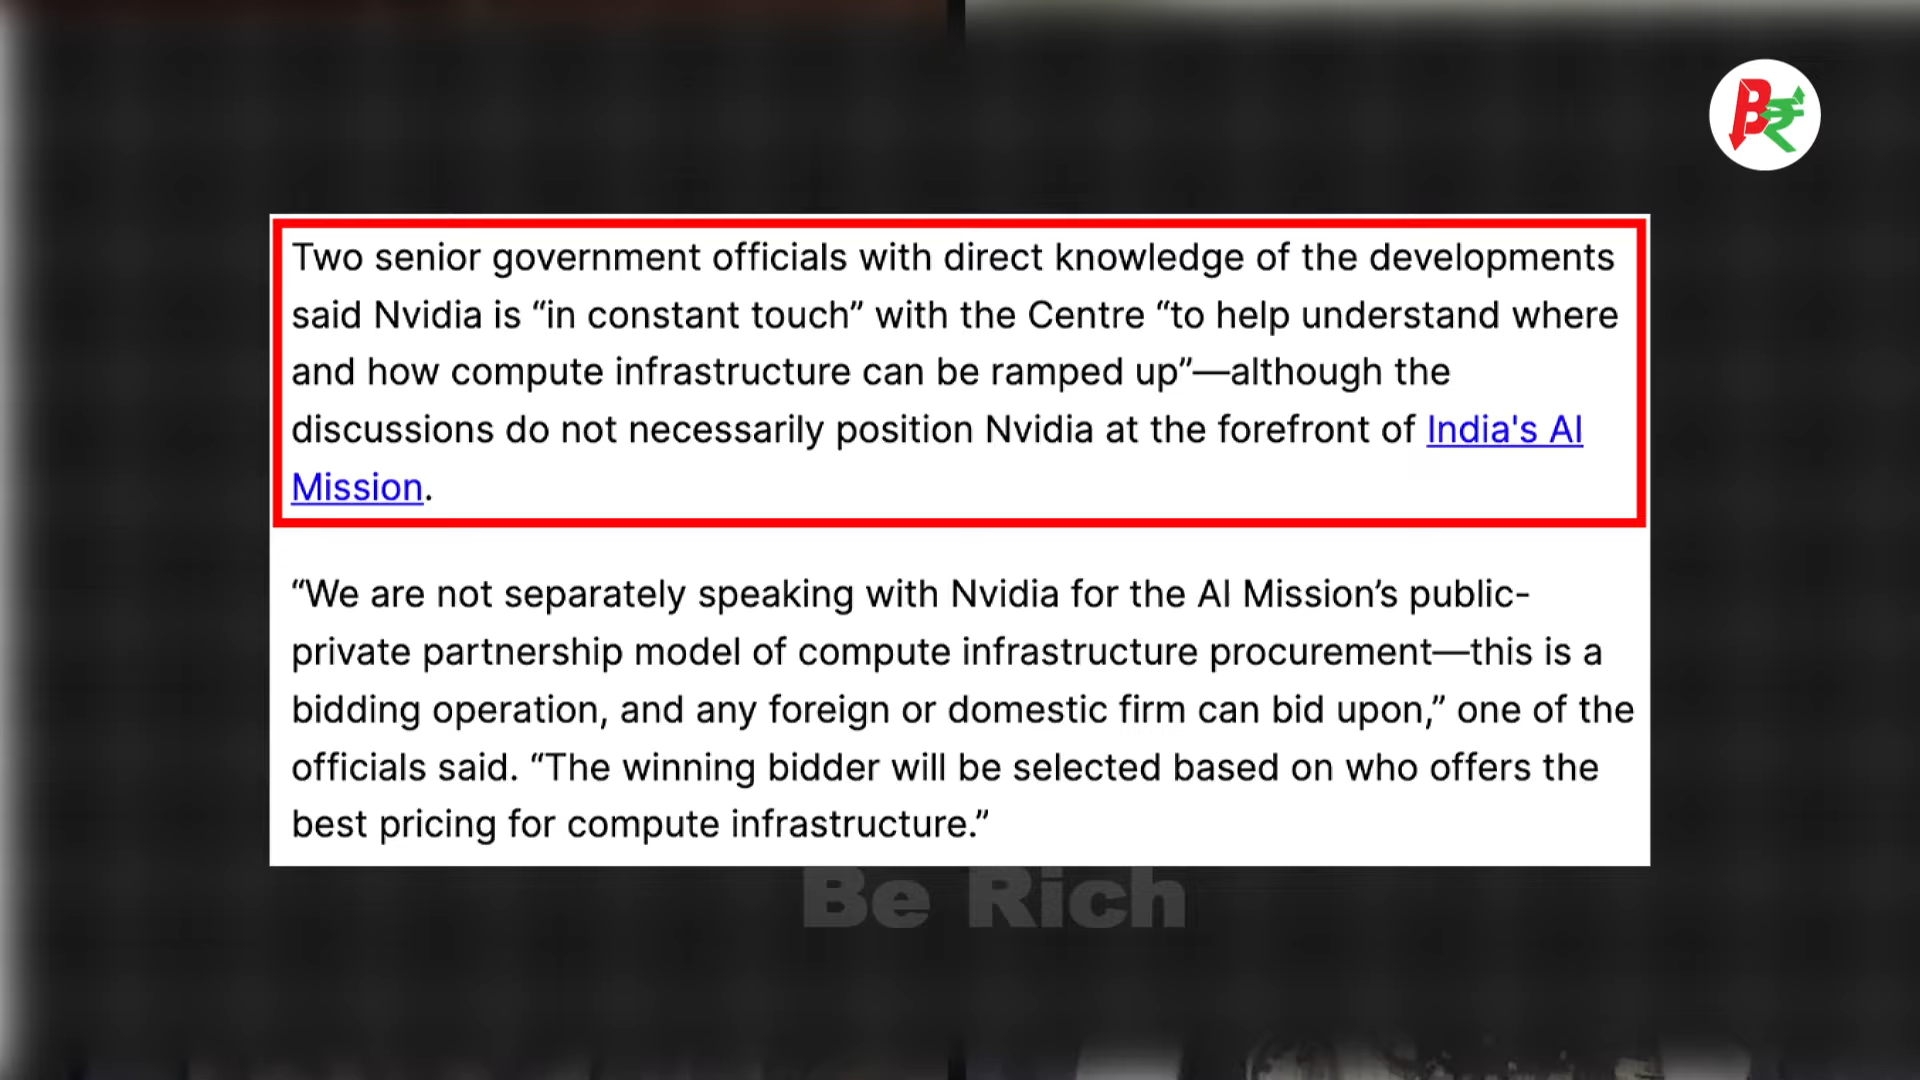 Two senior government officials with direct knowledge of the developments
said Nvidia is “in constant touch” with the Centre “to help understand where
and how compute infrastructure can be ramped up”—although the
discussions do not necessarily position Nvidia at the forefront of India's AI
Mission.
“We are not separately speaking with Nvidia for the AI Mission’s public-
private partnership model of compute infrastructure procurement—this is a
bidding operation, and any foreign or domestic firm can bid upon,” one of the
officials said. “The winning bidder will be selected based on who offers the
best pricing for compute infrastructure.”
Be Rich